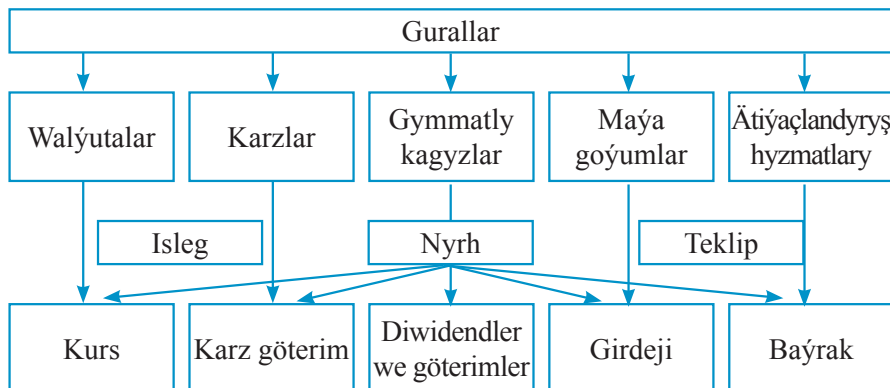 Gurallar
Walýutalar
Karzlar
Gymmatly
kagyzlar
Maýa
goýumlar
Ätiýaçlandyryş
hyzmatlary
Isleg
Nyrh
Teklip
Kurs
Karz göterim
Diwidendler
we göterimler
Girdeji
Baýrak